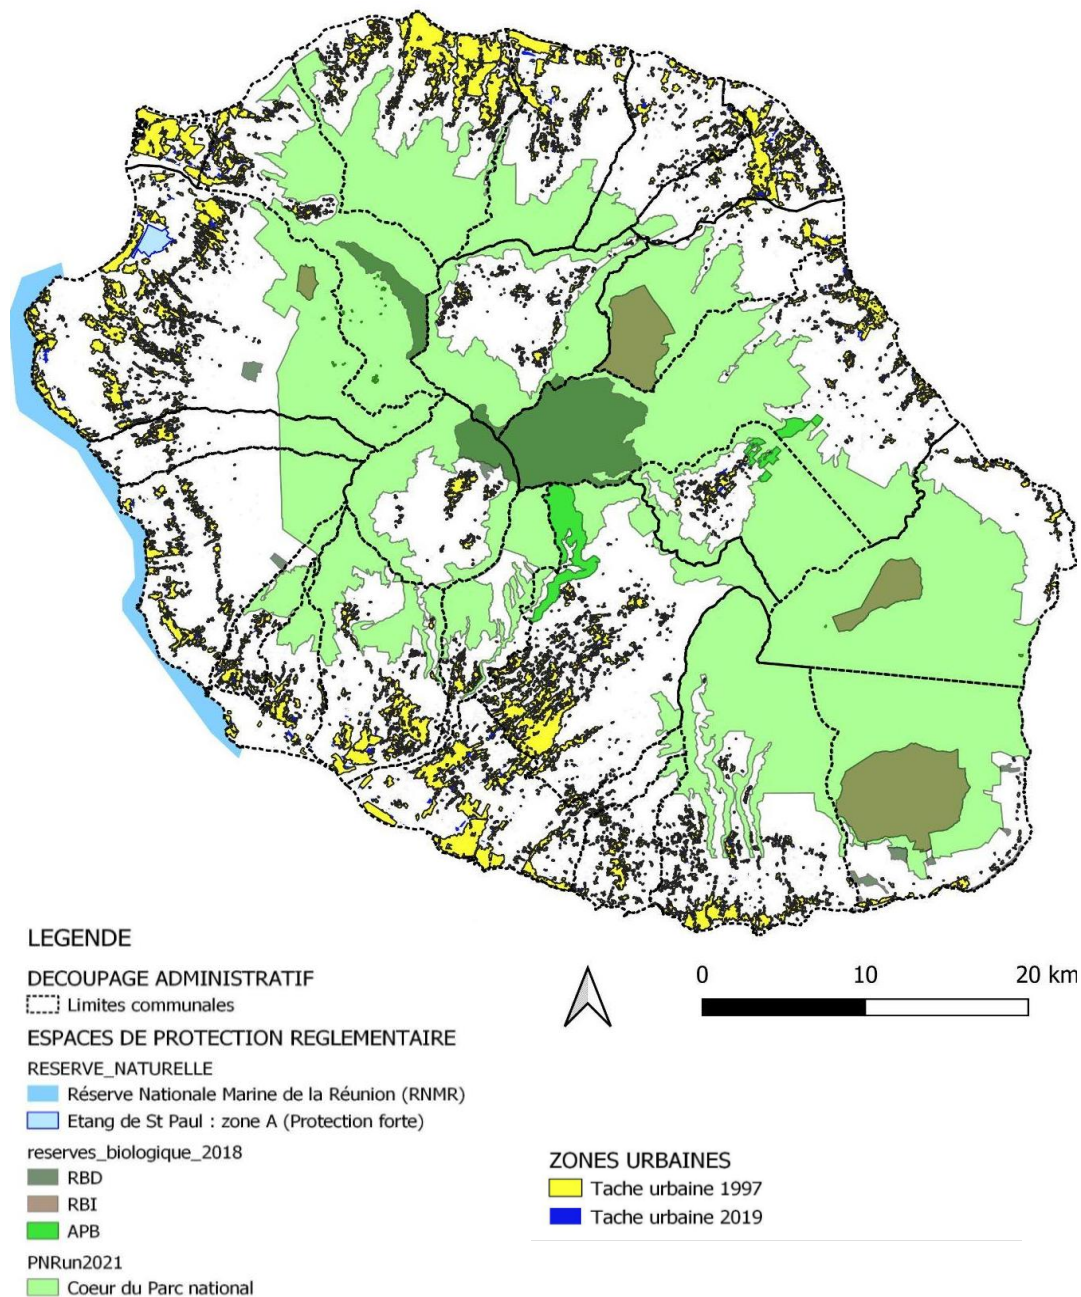 LEGENDE
DECOUPAGE ADMINISTRATIF
Limites communales
ESPACES DE PROTECTION REGLEMENTAIRE
RESERVE_NATURELLE
Réserve Nationale Marine de la Réunion (RNMR)
Etang de St Paul : zone A (Protection forte)
reserves_biologique_2018
RBD
RBI
APB
PNRun2021
Coeur du Parc national
0 10 20 km
ZONES URBAINES
Tache urbaine 1997
Tache urbaine 2019